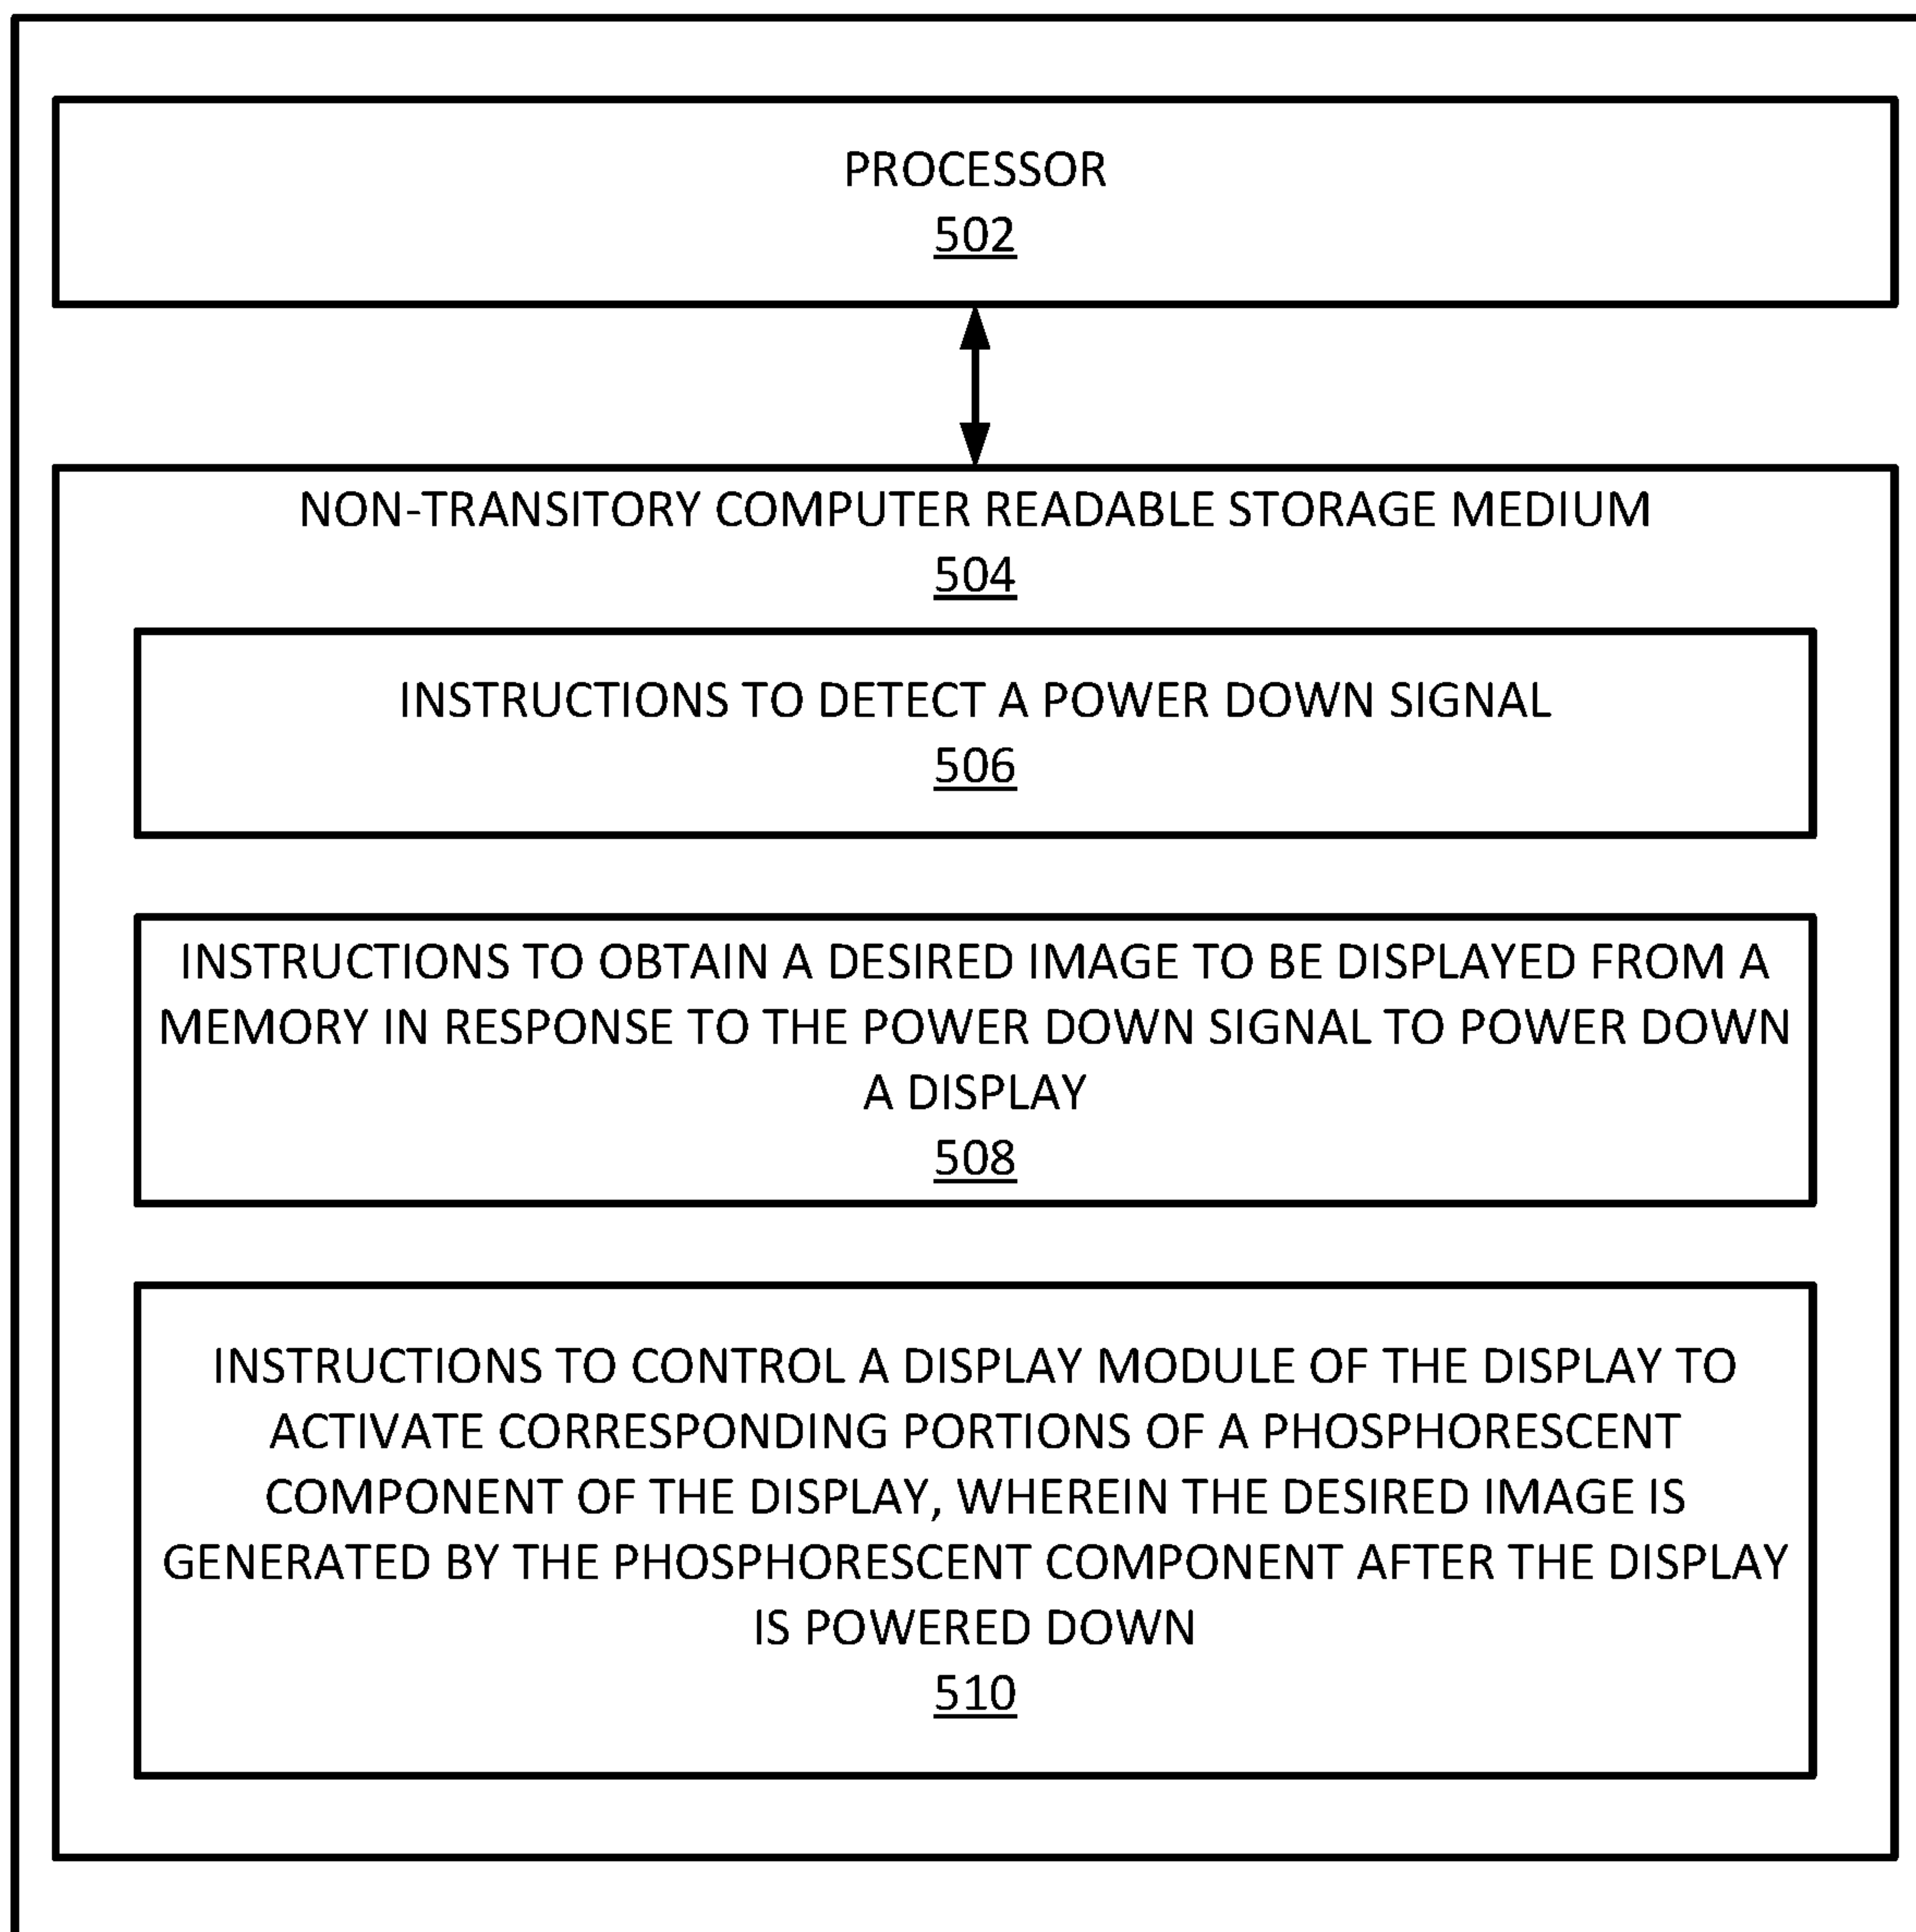 PROCESSOR
502
NON-TRANSITORY COMPUTER READABLE STORAGE MEDIUM
504
INSTRUCTIONS TO DETECT A POWER DOWN SIGNAL
506
INSTRUCTIONS TO OBTAIN A DESIRED IMAGE TO BE DISPLAYED FROM A
MEMORY IN RESPONSE TO THE POWER DOWN SIGNAL TO POWER DOWN
A DISPLAY
508
INSTRUCTIONS TO CONTROL A DISPLAY MODULE OF THE DISPLAY TO
ACTIVATE CORRESPONDING PORTIONS OF A PHOSPHORESCENT
COMPONENT OF THE DISPLAY, WHEREIN THE DESIRED IMAGE IS
GENERATED BY THE PHOSPHORESCENT COMPONENT AFTER THE DISPLAY
IS POWERED DOWN
510